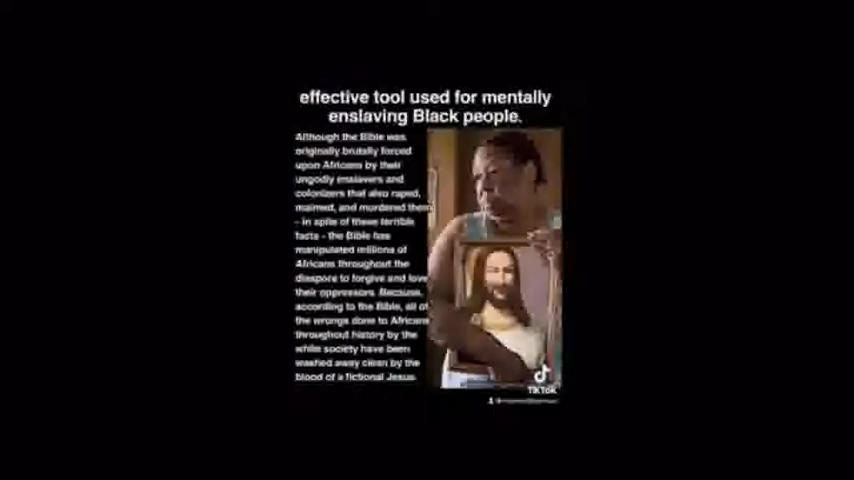 effective tool used for mentally
enslaving Black people.
Although the Bible was
originally brutally forced
upon Africans by their
ungodly enslavers and
colonizers that also raped,
maimed, and murdered them
- in spite of these terrible
facts - the Bible has
manipulated millions of
Africans throughout the
diaspora to forgive and love
their oppressors. Because,
according to the Bible, all of
the wrongs done to Africans
throughout history by the
white society have been
washed away clean by the
blood of a fictional Jesus.
TikTok